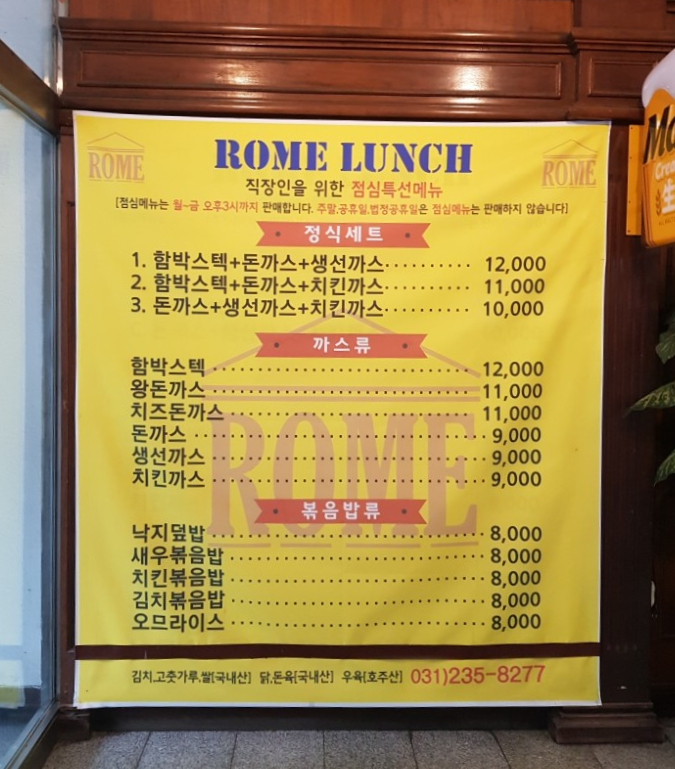 ROME
ROME LUNCH
ROME
직장인을 위한 점심특선메뉴
[점심메뉴는 월~금 오후3시까지 판매합니다. 주말,공휴일,법정공휴일은 점심메뉴는 판매하지 않습니다]
정식세트
1. 함박스텍+돈까스+생선까스·········· 12,000
2. 함박스텍+돈까스+치킨까스·········· 11,000
3. 돈까스+생선까스+치킨까스·········· 10,000
까스류
함박스텍 ······························ 12,000
왕돈까스 ······························ 11,000
치즈돈까스 ···························· 11,000
돈까스 ································ 9,000
생선까스 ······························ 9,000
치킨까스 ······························ 9,000
ROME
볶음밥류
낙지덮밥 ······························ 8,000
새우볶음밥 ···························· 8,000
치킨볶음밥 ···························· 8,000
김치볶음밥 ···························· 8,000
오므라이스 ···························· 8,000
김치,고춧가루,쌀[국내산] 닭,돈육[국내산] 우육[호주산] 031)235-8277
生